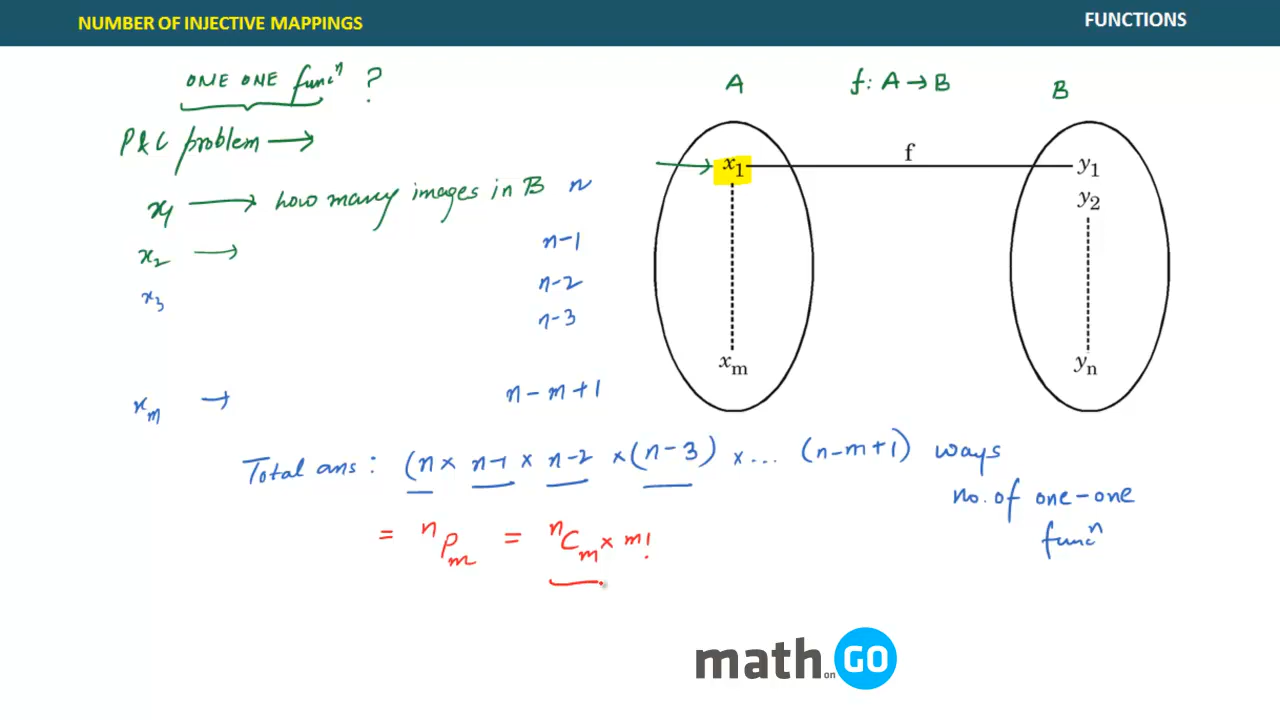 NUMBER OF INJECTIVE MAPPINGS
FUNCTIONS
ONE ONE funcⁿ ?
P&C problem →
x₁ → how many images in B n
x₂ → n-1
x₃ n-2
n-3
xₘ → n-m+1
A f: A → B B
x₁ f y₁
y₂
xₘ yₙ
Total ans: (n × n-1 × n-2 × (n-3) × ... (n-m+1) ways
no. of one-one
funcⁿ
= ⁿPₘ = ⁿCₘ × m!
math on GO